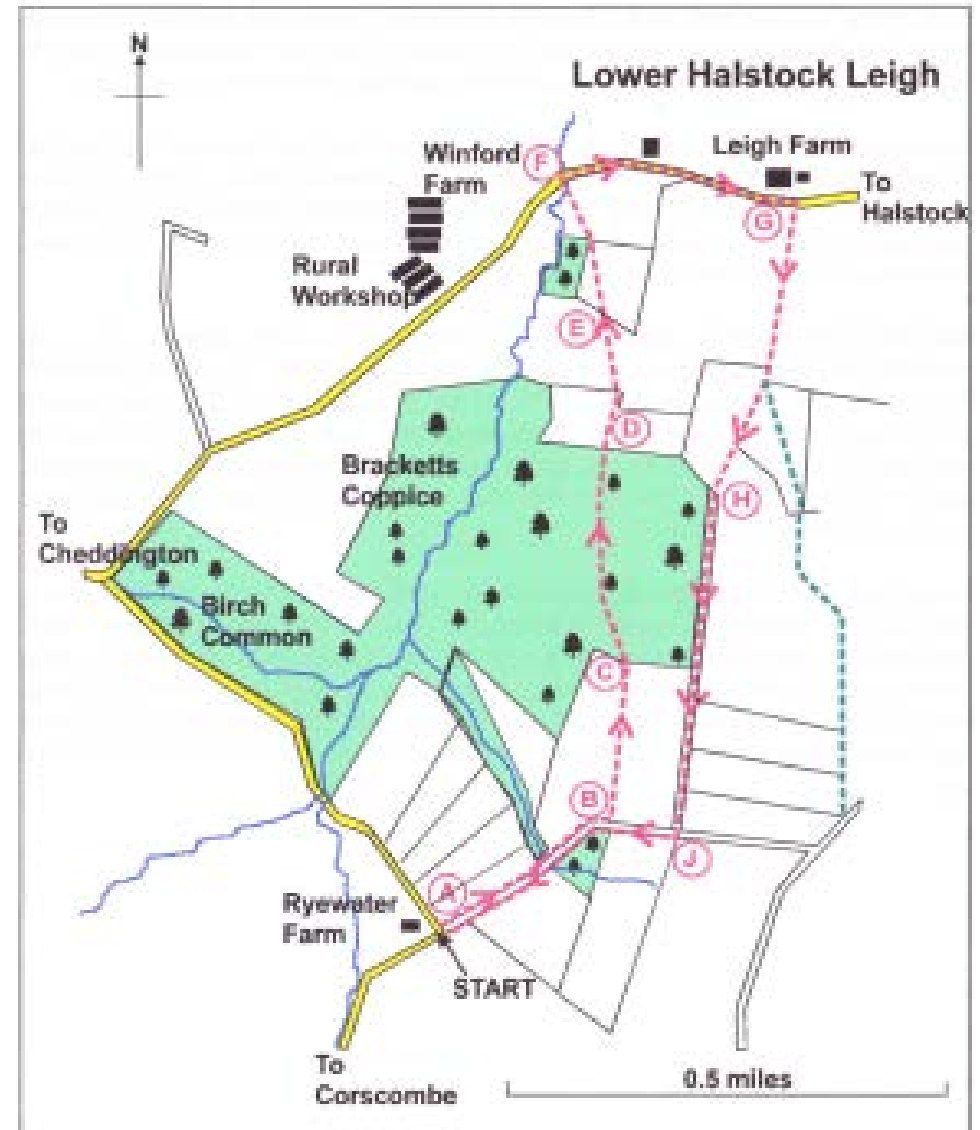 N
Lower Halstock Leigh
Winford
Farm
F
Leigh Farm
To
Halstock
G
Rural
Workshop
E
D
Bracketts
Coppice
H
To
Cheddington
Birch
Common
C
B
J
A
Ryewater
Farm
START
To
Corscombe
0.5 miles